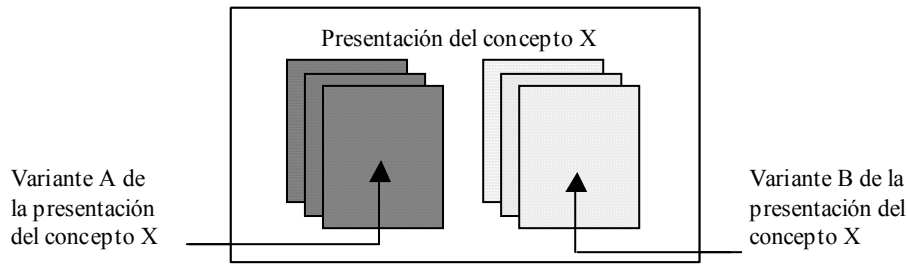 Presentación del concepto X
Variante A de
la presentación
del concepto X
Variante B de la
presentación del
concepto X